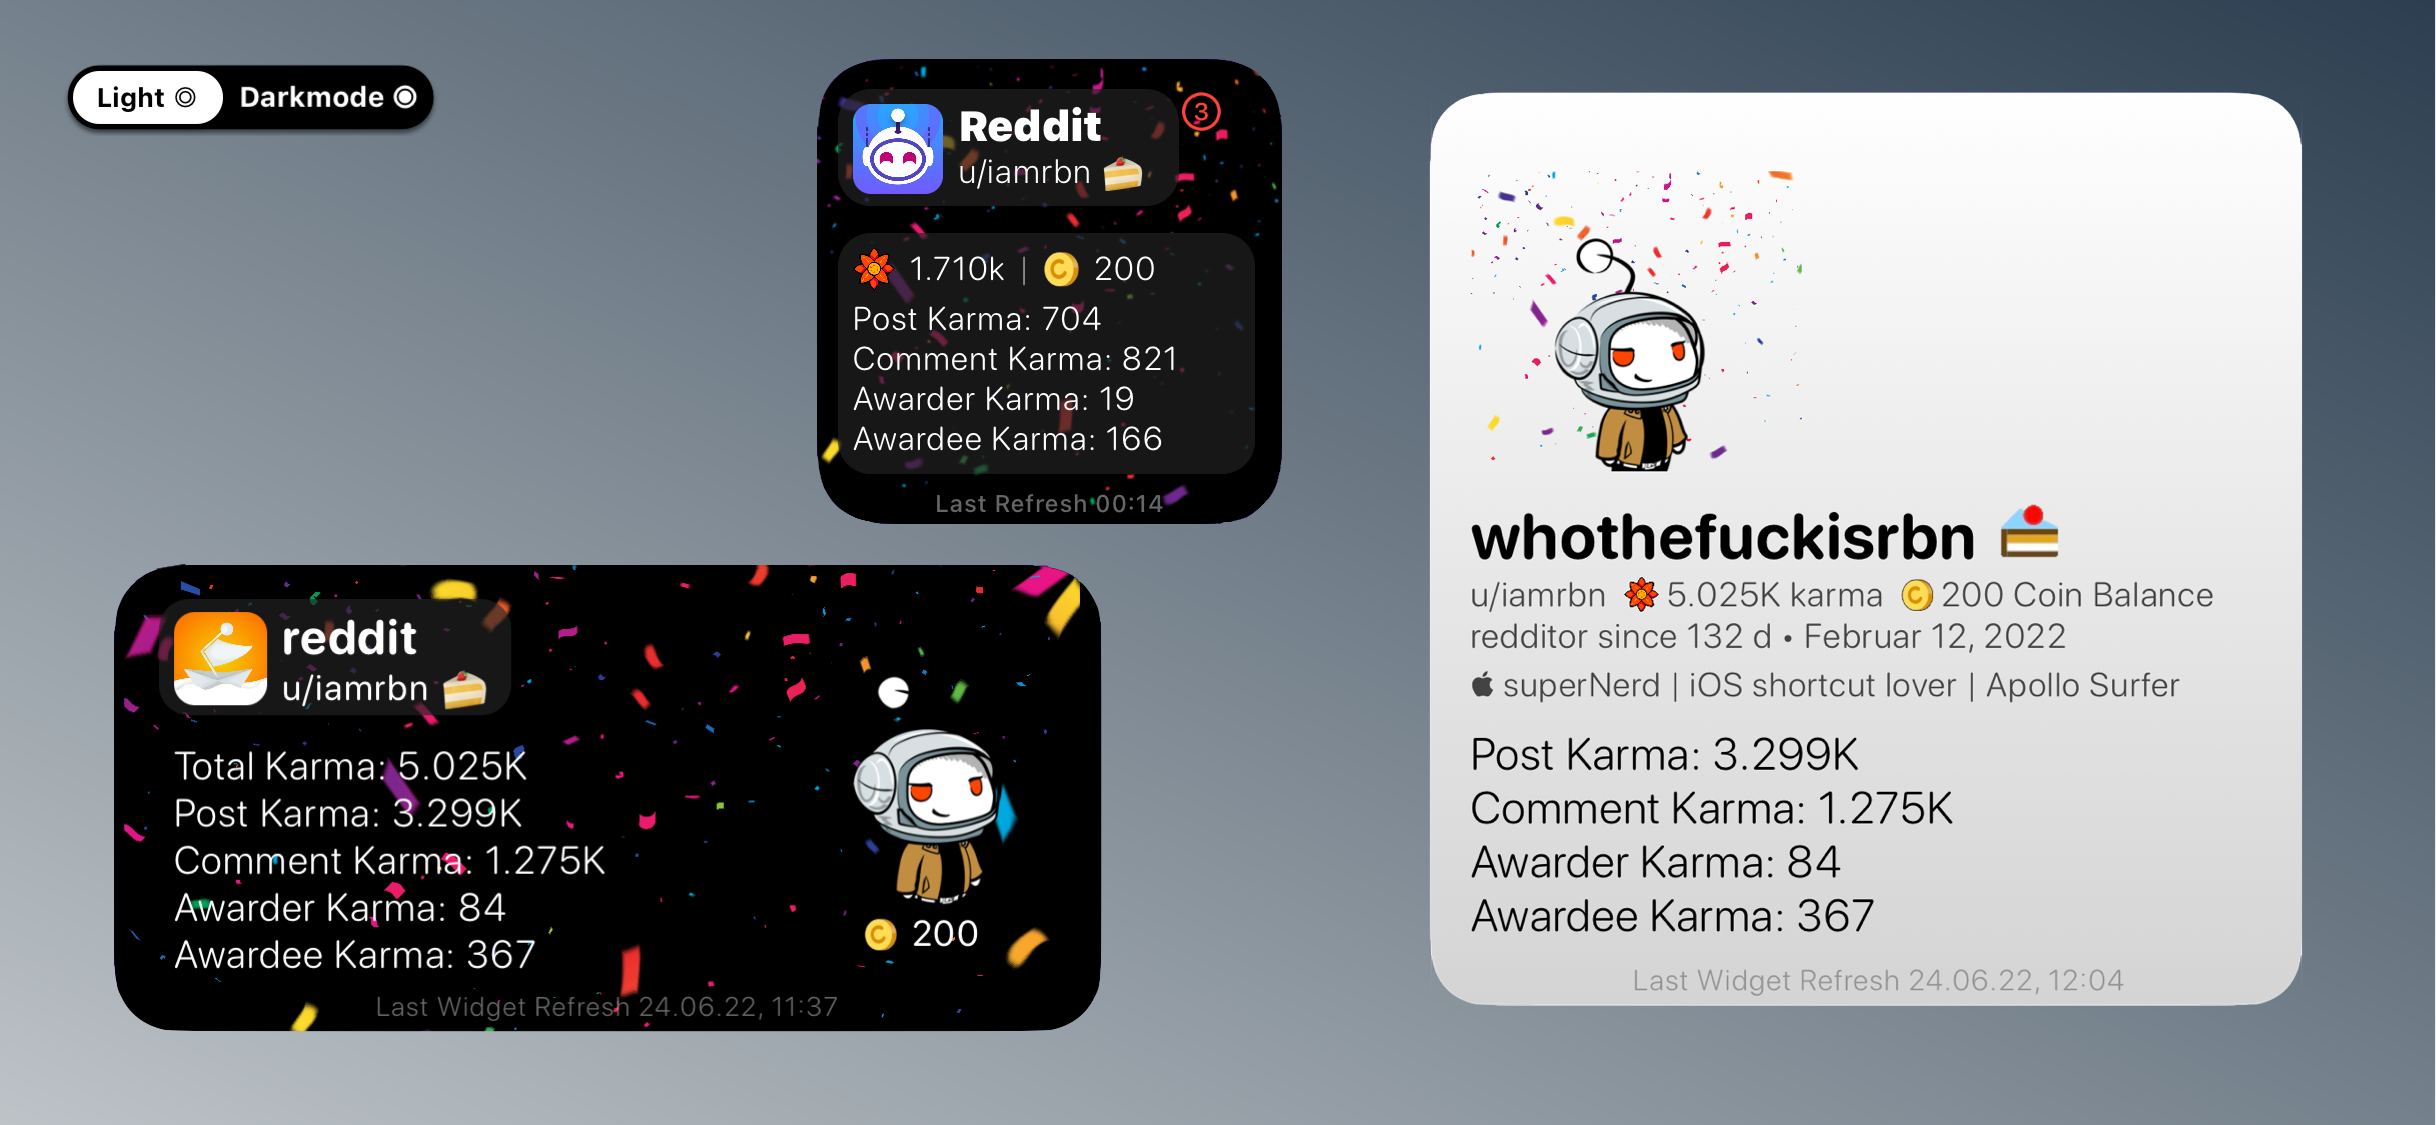 Light Darkmode
Reddit
3
u/iamrbn
1.710k | 200
Post Karma: 704
Comment Karma: 821
Awarder Karma: 19
Awardee Karma: 166
Last Refresh 00:14
reddit
u/iamrbn
Total Karma: 5.025K
Post Karma: 3.299K
Comment Karma: 1.275K
Awarder Karma: 84
Awardee Karma: 367
200
Last Widget Refresh 24.06.22, 11:37
whothefuckisrbn
u/iamrbn 5.025K karma 200 Coin Balance
redditor since 132 d • Februar 12, 2022
superNerd | iOS shortcut lover | Apollo Surfer
Post Karma: 3.299K
Comment Karma: 1.275K
Awarder Karma: 84
Awardee Karma: 367
Last Widget Refresh 24.06.22, 12:04